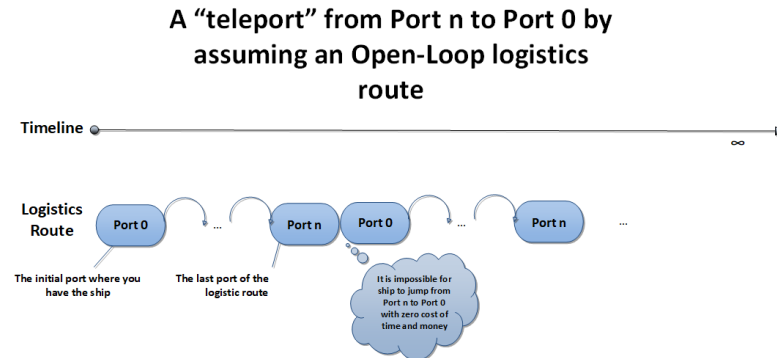 A “teleport” from Port n to Port 0 by
assuming an Open-Loop logistics
route
Timeline
∞
Logistics
Route
Port 0
...
Port n
Port 0
...
Port n
...
The initial port where you
have the ship
The last port of the
logistic route
It is impossible for
ship to jump from
Port n to Port 0
with zero cost of
time and money